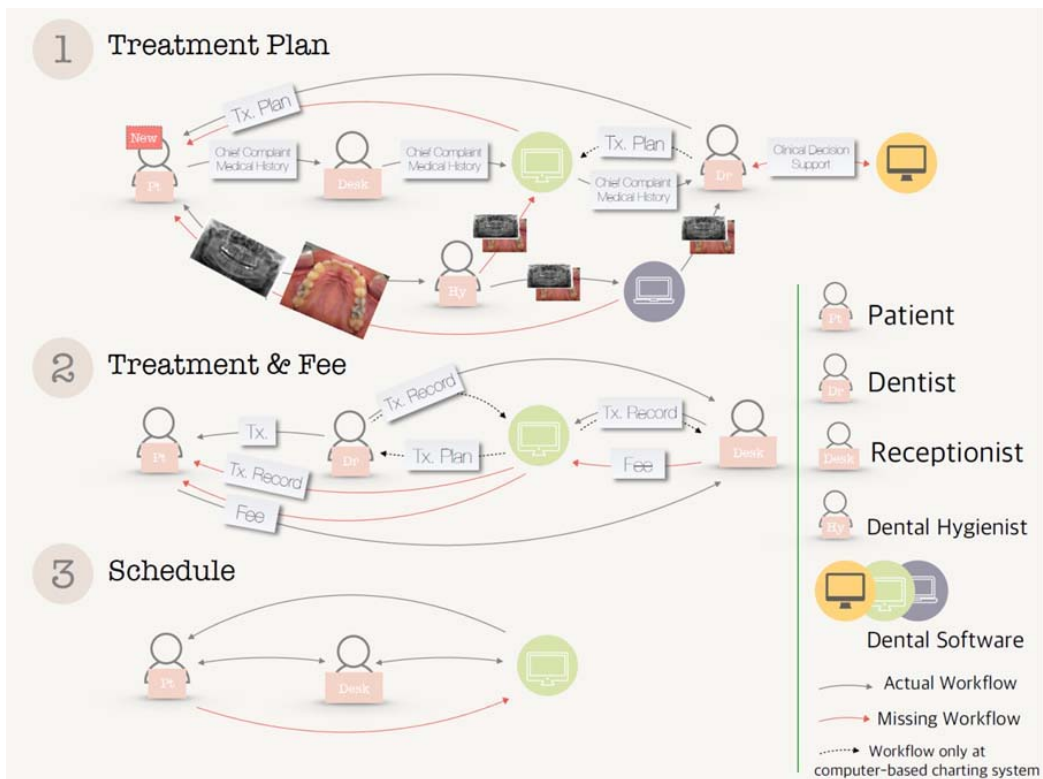 1 Treatment Plan
Tx. Plan
New
Pt
Chief Complaint
Medical History
Desk
Chief Complaint
Medical History
Tx. Plan
Chief Complaint
Medical History
Dr
Clinical Decision
Support
Hy
2 Treatment & Fee
Pt
Tx.
Dr
Tx. Record
Tx. Plan
Tx. Record
Fee
Tx. Record
Fee
Desk
3 Schedule
Pt
Desk
Pt Patient
Dr Dentist
Desk Receptionist
Hy Dental Hygienist
Dental Software
Actual Workflow
Missing Workflow
Workflow only at
computer-based charting system